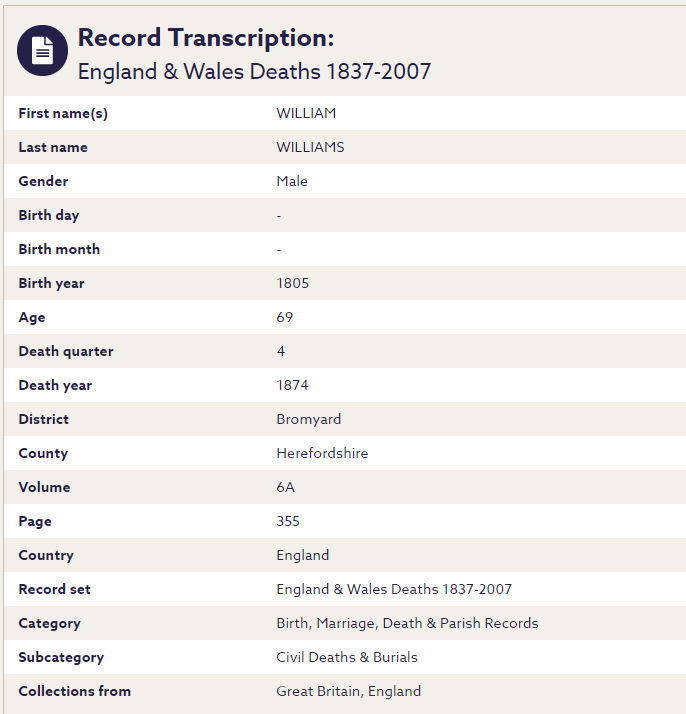 Record Transcription:
England & Wales Deaths 1837-2007
First name(s) WILLIAM
Last name WILLIAMS
Gender Male
Birth day -
Birth month -
Birth year 1805
Age 69
Death quarter 4
Death year 1874
District Bromyard
County Herefordshire
Volume 6A
Page 355
Country England
Record set England & Wales Deaths 1837-2007
Category Birth, Marriage, Death & Parish Records
Subcategory Civil Deaths & Burials
Collections from Great Britain, England